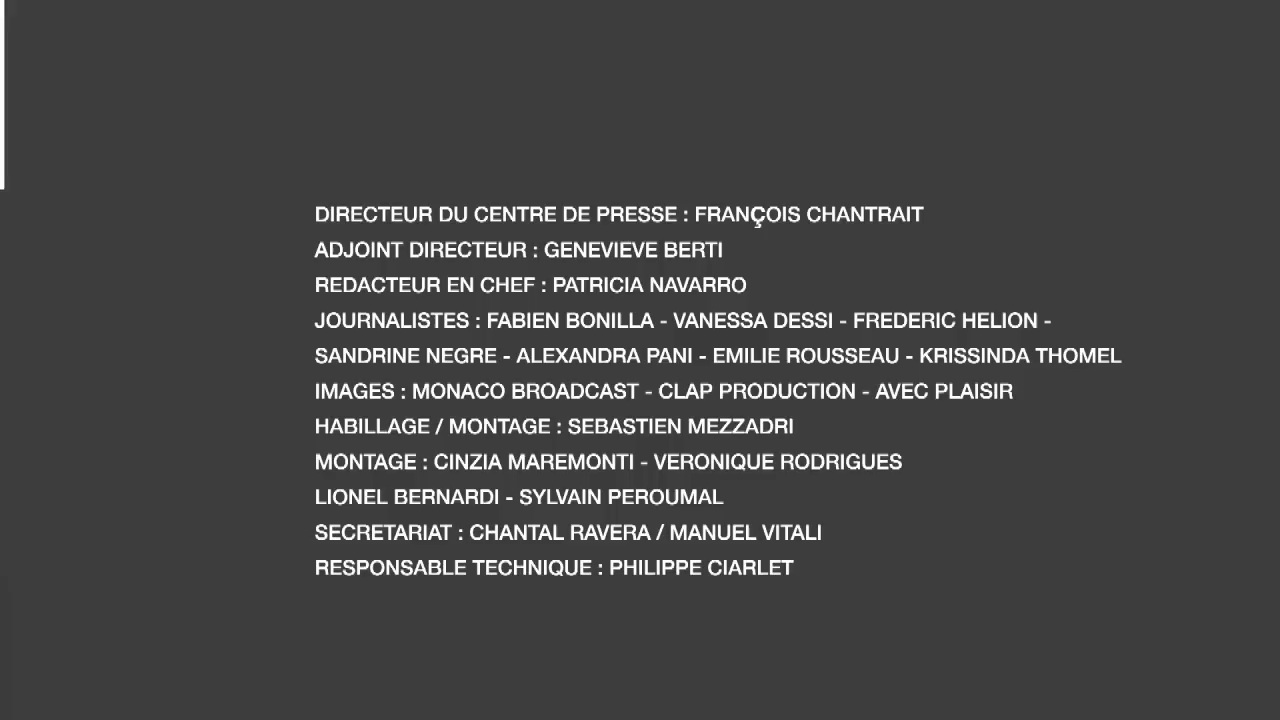 DIRECTEUR DU CENTRE DE PRESSE : FRANÇOIS CHANTRAIT
ADJOINT DIRECTEUR : GENEVIEVE BERTI
REDACTEUR EN CHEF : PATRICIA NAVARRO
JOURNALISTES : FABIEN BONILLA - VANESSA DESSI - FREDERIC HELION -
SANDRINE NEGRE - ALEXANDRA PANI - EMILIE ROUSSEAU - KRISSINDA THOMEL
IMAGES : MONACO BROADCAST - CLAP PRODUCTION - AVEC PLAISIR
HABILLAGE / MONTAGE : SEBASTIEN MEZZADRI
MONTAGE : CINZIA MAREMONTI - VERONIQUE RODRIGUES
LIONEL BERNARDI - SYLVAIN PEROUMAL
SECRETARIAT : CHANTAL RAVERA / MANUEL VITALI
RESPONSABLE TECHNIQUE : PHILIPPE CIARLET